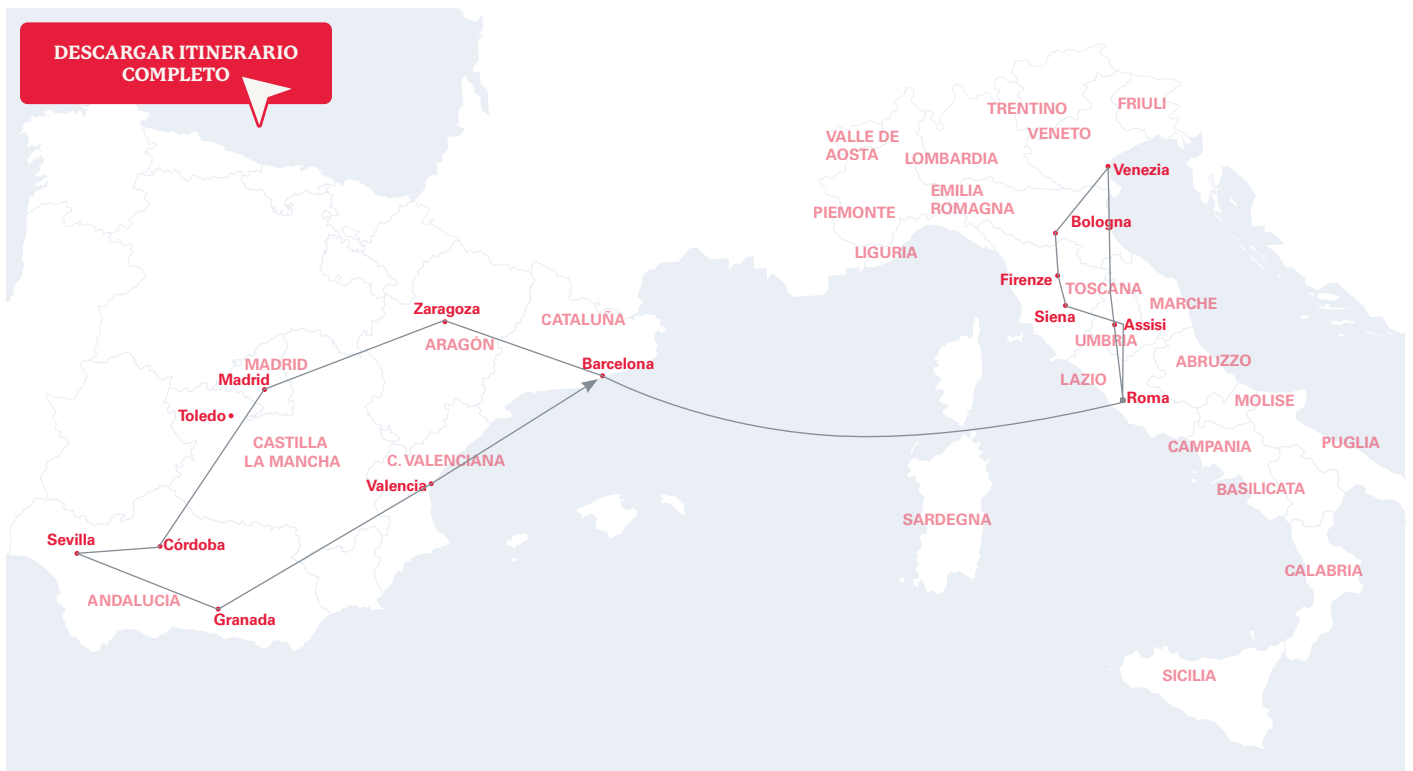 DESCARGAR ITINERARIO
COMPLETO
TRENTINO
FRIULI
VENETO
VALLE DE
AOSTA
LOMBARDIA
Venezia
EMILIA
ROMAGNA
PIEMONTE
Bologna
LIGURIA
Firenze
TOSCANA
MARCHE
Siena
Assisi
UMBRIA
ABRUZZO
LAZIO
Roma
MOLISE
CAMPANIA
PUGLIA
BASILICATA
SARDEGNA
CALABRIA
SICILIA
Zaragoza
CATALUÑA
ARAGÓN
Barcelona
MADRID
Madrid
Toledo
CASTILLA
LA MANCHA
C. VALENCIANA
Valencia
Sevilla
Córdoba
ANDALUCIA
Granada